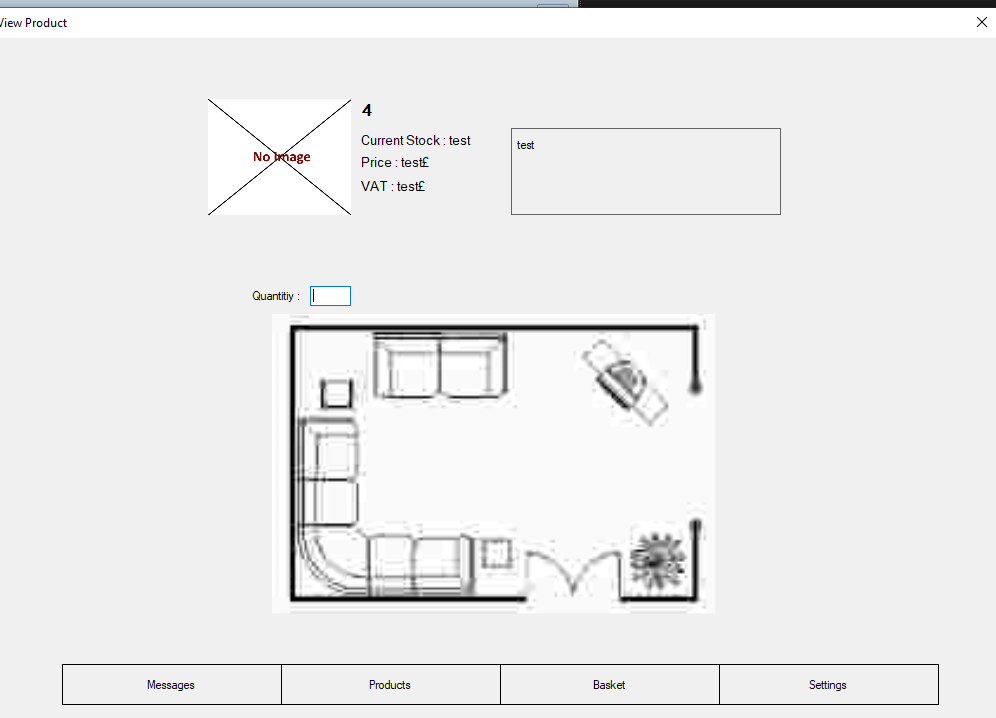 View Product
No Image
4
Current Stock : test
Price : test£
VAT : test£
test
Quantitiy :
Messages
Products
Basket
Settings